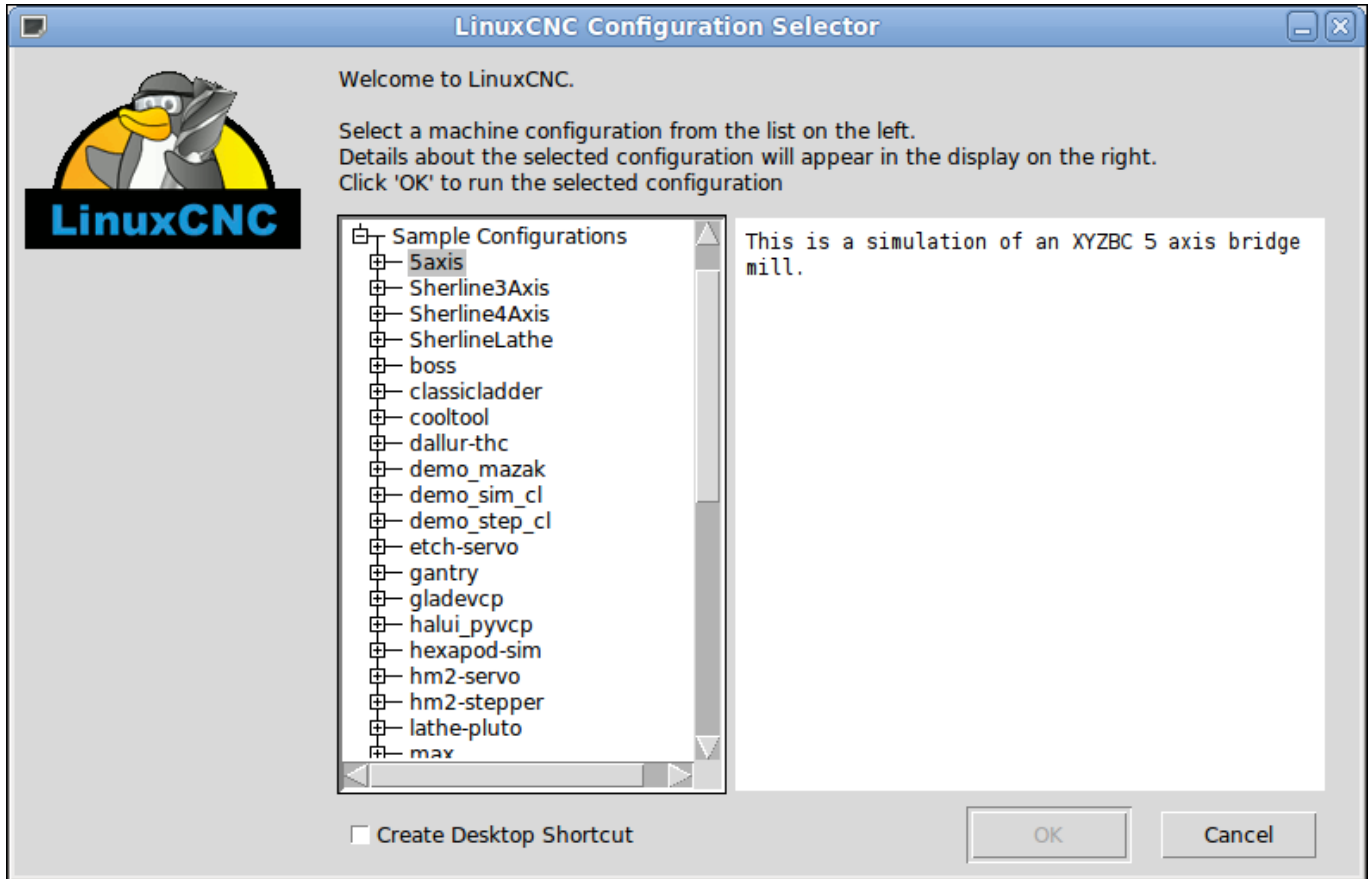 LinuxCNC Configuration Selector
LinuxCNC
Welcome to LinuxCNC.
Select a machine configuration from the list on the left.
Details about the selected configuration will appear in the display on the right.
Click 'OK' to run the selected configuration
Sample Configurations
5axis
Sherline3Axis
Sherline4Axis
SherlineLathe
boss
classicladder
cooltool
dallur-thc
demo_mazak
demo_sim_cl
demo_step_cl
etch-servo
gantry
gladevcp
halui_pyvcp
hexapod-sim
hm2-servo
hm2-stepper
lathe-pluto
max
This is a simulation of an XYZBC 5 axis bridge
mill.
Create Desktop Shortcut
OK
Cancel